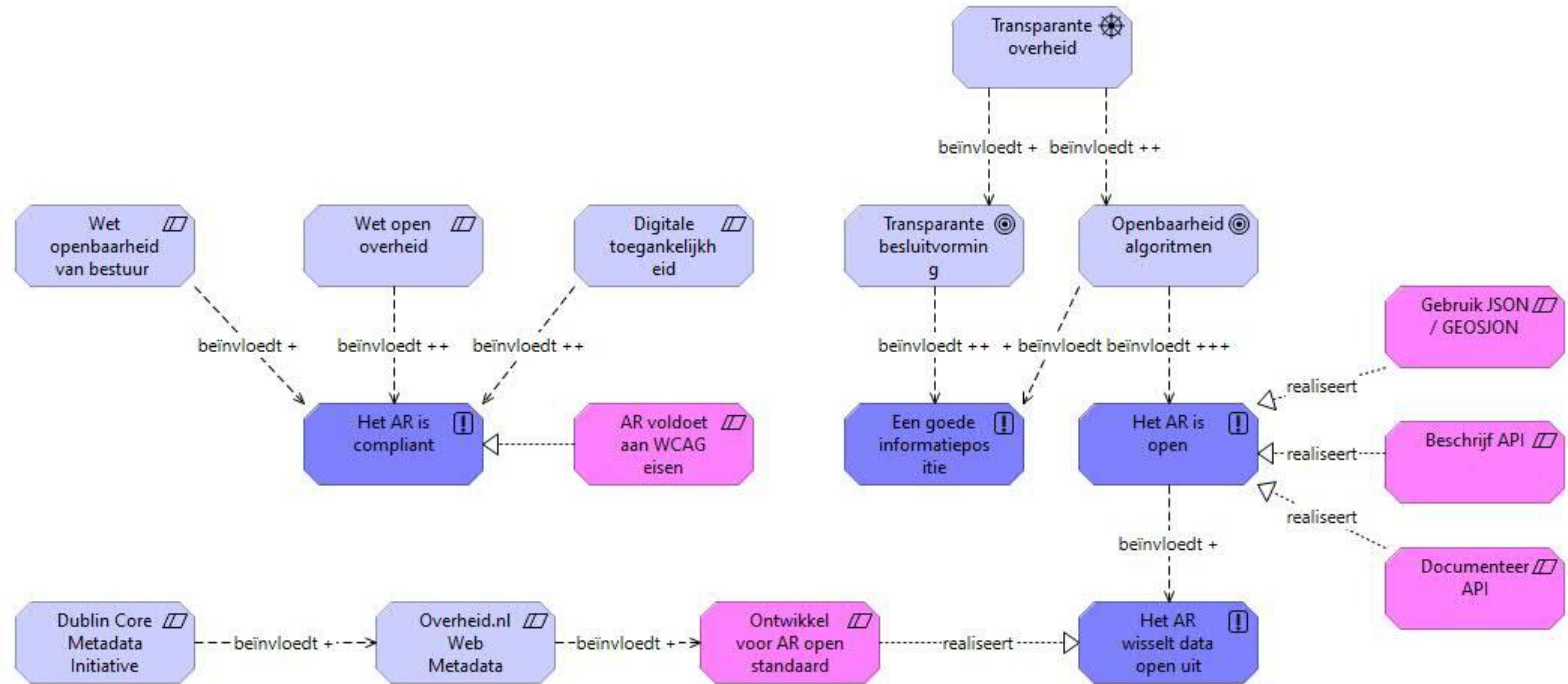 Transparante
overheid
beïnvloedt +
beïnvloedt ++
Wet
openbaarheid
van bestuur
Wet open
overheid
Digitale
toegankelijkh
eid
Transparante
besluitvormin
g
Openbaarheid
algoritmen
Gebruik JSON
/ GEOSJON
beïnvloedt +
beïnvloedt ++
beïnvloedt ++
beïnvloedt ++
+ beïnvloedt
beïnvloedt +++
realiseert
Het AR is
compliant
AR voldoet
aan WCAG
eisen
Een goede
informatiepos
itie
Het AR is
open
realiseert
Beschrijf API
realiseert
beïnvloedt +
Documenteer
API
Dublin Core
Metadata
Initiative
beïnvloedt +
Overheid.nl
Web
Metadata
beïnvloedt +
Ontwikkel
voor AR open
standaard
realiseert
Het AR
wisselt data
open uit